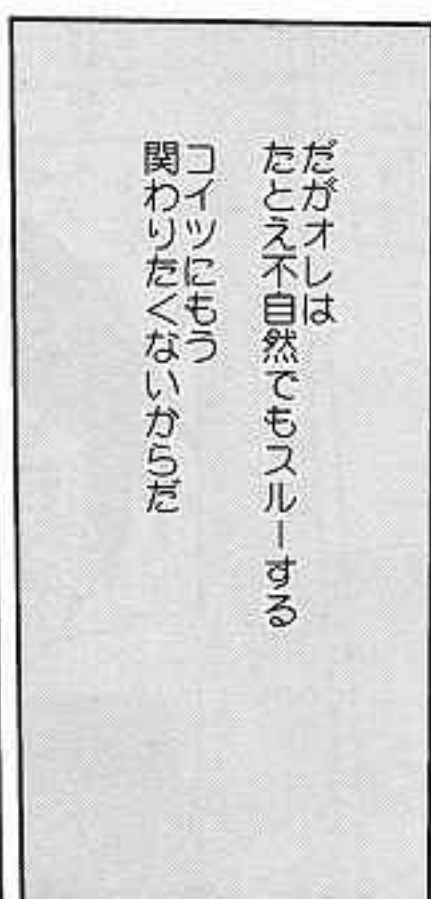 だがオレは
たとえ不自然でもスルーする
コイツにもう
関わりたくないからだ